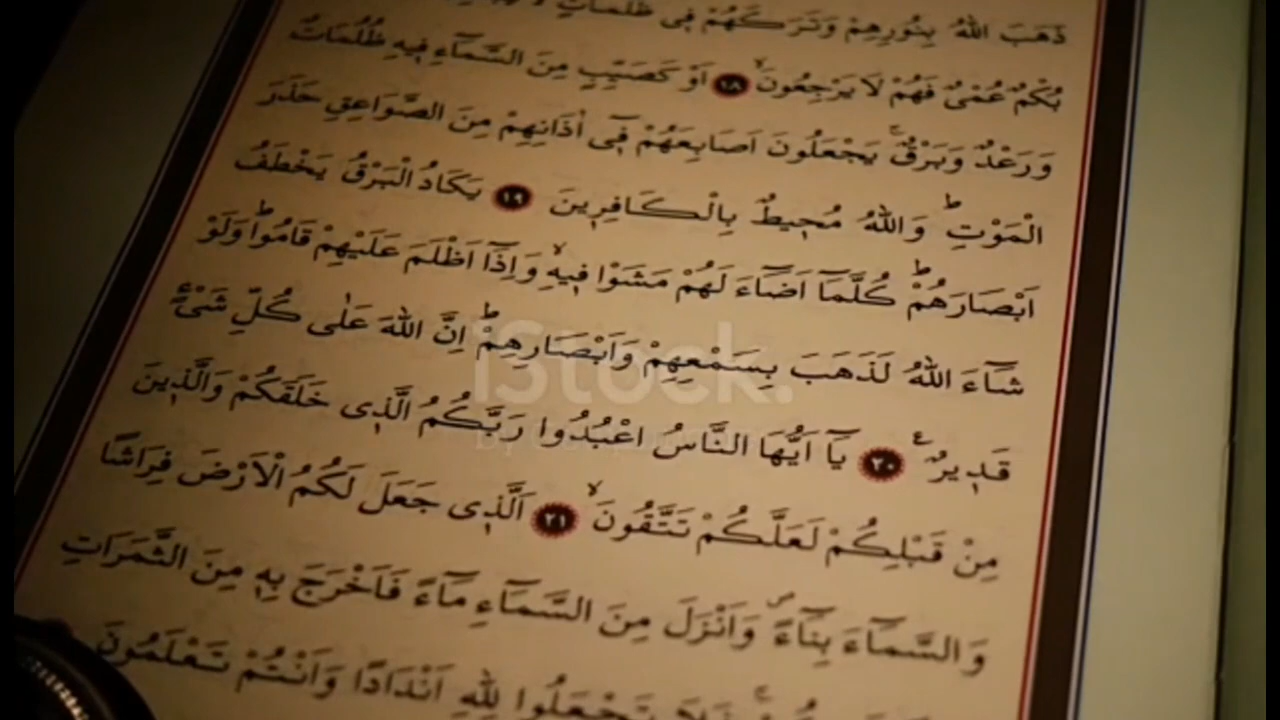 ذَهَبَ اللّٰهُ بِنُورِهِمْ وَتَرَكَهُمْ فٖى ظُلُمَاتٍ
بُكْمٌ عُمْىٌ فَهُمْ لَا يَرْجِعُونَۙ ١٨ اَوْ كَصَيِّبٍ مِنَ السَّمَٓاءِ فٖيهِ ظُلُمَاتٌ
وَرَعْدٌ وَبَرْقٌۚ يَجْعَلُونَ اَصَابِعَهُمْ فٖٓى اٰذَانِهِمْ مِنَ الصَّوَاعِقِ حَذَرَ
الْمَوْتِؕ وَاللّٰهُ مُحٖيطٌ بِالْكَافِرٖينَ ١٩ يَكَادُ الْبَرْقُ يَخْطَفُ
اَبْصَارَهُمْؕ كُلَّمَٓا اَضَٓاءَ لَهُمْ مَشَوْا فٖيهِۙ وَاِذَٓا اَظْلَمَ عَلَيْهِمْ قَامُواؕ وَلَوْ
شَٓاءَ اللّٰهُ لَذَهَبَ بِسَمْعِهِمْ وَاَبْصَارِهِمْؕ اِنَّ اللّٰهَ عَلٰى كُلِّ شَىْءٍ
قَدٖيرٌࣖ ٢٠ يَٓا اَيُّهَا النَّاسُ اعْبُدُوا رَبَّكُمُ الَّذٖى خَلَقَكُمْ وَالَّذٖينَ
مِنْ قَبْلِكُمْ لَعَلَّكُمْ تَتَّقُونَۙ ٢١ اَلَّذٖى جَعَلَ لَكُمُ الْاَرْضَ فِرَاشًا
وَالسَّمَٓاءَ بِنَٓاءًࣕ وَاَنْزَلَ مِنَ السَّمَٓاءِ مَٓاءً فَاَخْرَجَ بِهٖ مِنَ الثَّمَرَاتِ
تَجْعَلُوا لِلّٰهِ اَنْدَادًا وَاَنْتُمْ تَعْلَمُونَ
iStock.